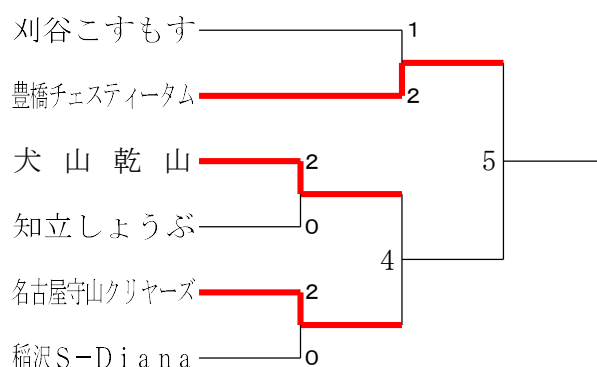 刈谷こすもす 1
豊橋チェスティータム 2
犬山乾山 2
5
知立しょうぶ 0
4
名古屋守山クリヤーズ 2
稲沢S-Diana 0